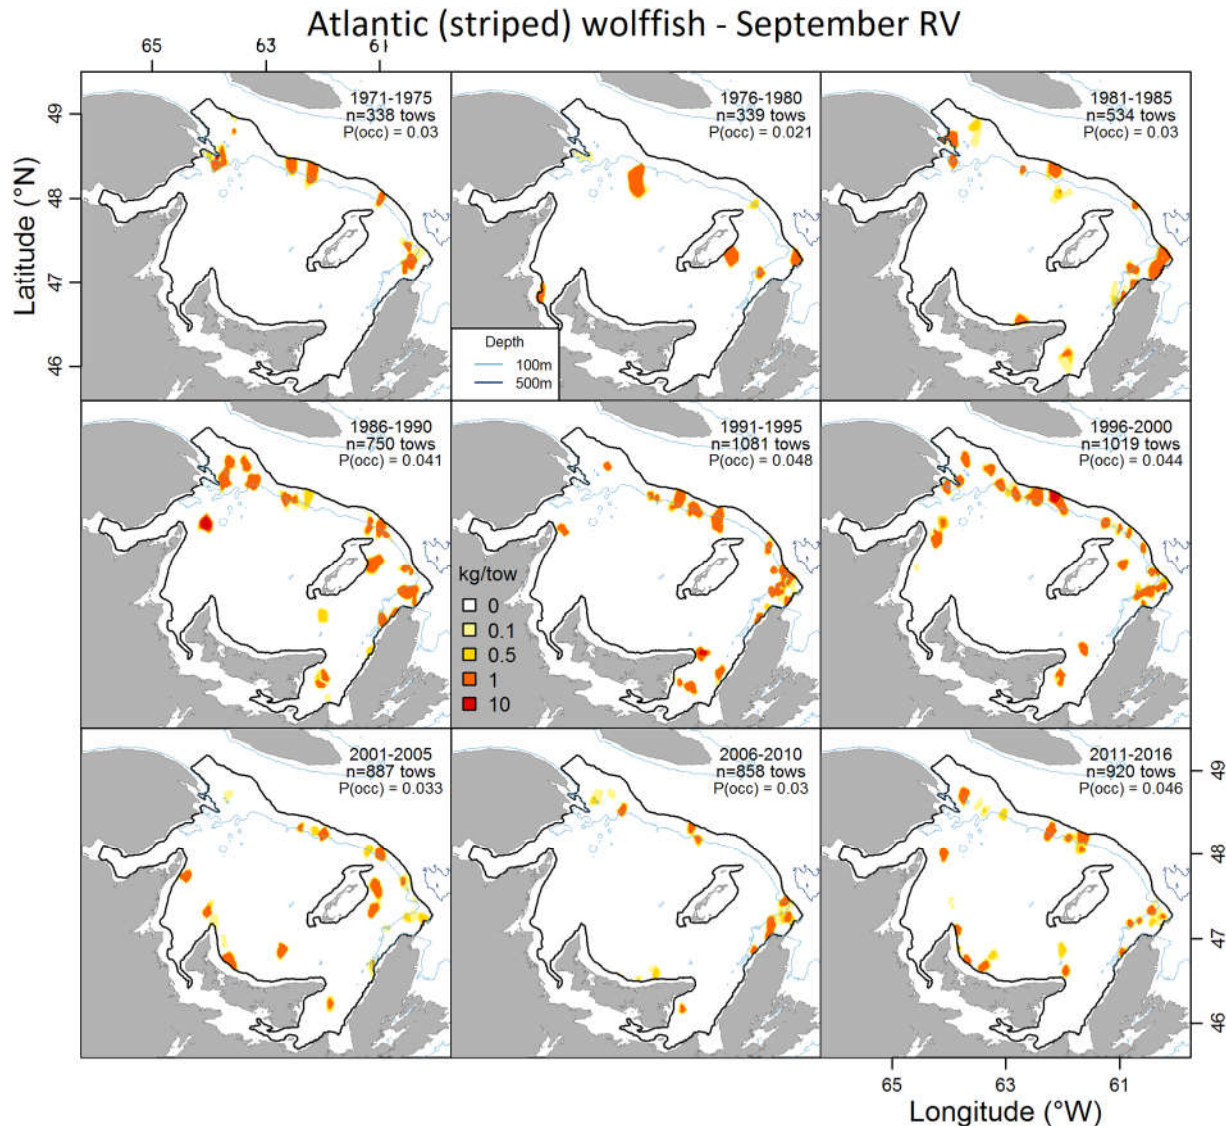 Atlantic (striped) wolffish - September RV
65 63 61
Latitude (°N)
49
48
47
46
1971-1975
n=338 tows
P(occ) = 0.03
1976-1980
n=339 tows
P(occ) = 0.021
Depth
100m
500m
1981-1985
n=534 tows
P(occ) = 0.03
1986-1990
n=750 tows
P(occ) = 0.041
1991-1995
n=1081 tows
P(occ) = 0.048
kg/tow
0
0.1
0.5
1
10
1996-2000
n=1019 tows
P(occ) = 0.044
2001-2005
n=887 tows
P(occ) = 0.033
2006-2010
n=858 tows
P(occ) = 0.03
2011-2016
n=920 tows
P(occ) = 0.046
49
48
47
46
65 63 61
Longitude (°W)